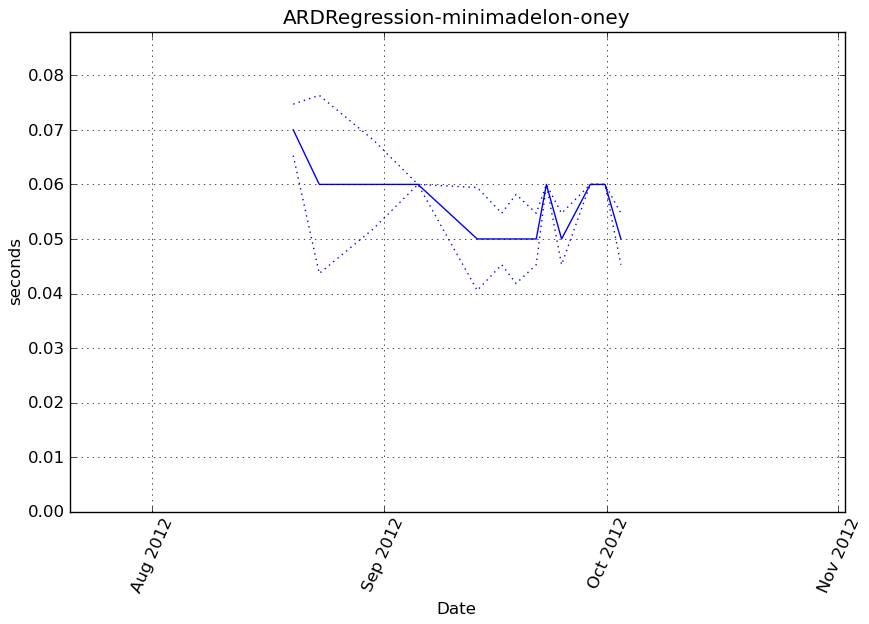 ARDRegression-minimadelon-oney
0.08
0.07
0.06
0.05
0.04
0.03
0.02
0.01
0.00
seconds
Aug 2012
Sep 2012
Oct 2012
Nov 2012
Date